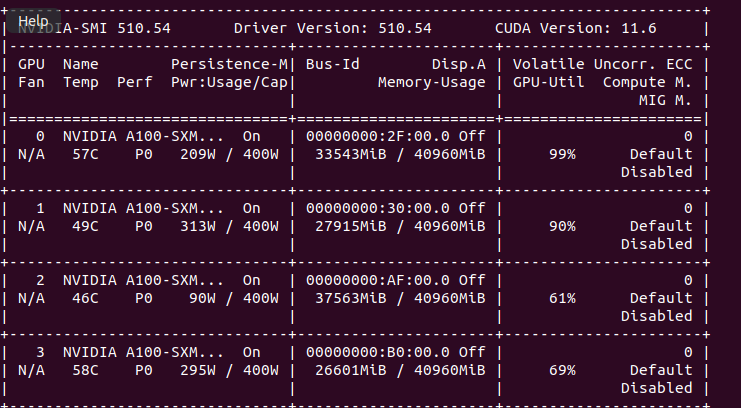 Help
NVIDIA-SMI 510.54 Driver Version: 510.54 CUDA Version: 11.6
GPU Name Persistence-M| Bus-Id Disp.A | Volatile Uncorr. ECC
Fan Temp Perf Pwr:Usage/Cap| Memory-Usage | GPU-Util Compute M.
MIG M.
0 NVIDIA A100-SXM... On | 00000000:2F:00.0 Off | 0
N/A 57C P0 209W / 400W | 33543MiB / 40960MiB | 99% Default
Disabled
1 NVIDIA A100-SXM... On | 00000000:30:00.0 Off | 0
N/A 49C P0 313W / 400W | 27915MiB / 40960MiB | 90% Default
Disabled
2 NVIDIA A100-SXM... On | 00000000:AF:00.0 Off | 0
N/A 46C P0 90W / 400W | 37563MiB / 40960MiB | 61% Default
Disabled
3 NVIDIA A100-SXM... On | 00000000:B0:00.0 Off | 0
N/A 58C P0 295W / 400W | 26601MiB / 40960MiB | 69% Default
Disabled